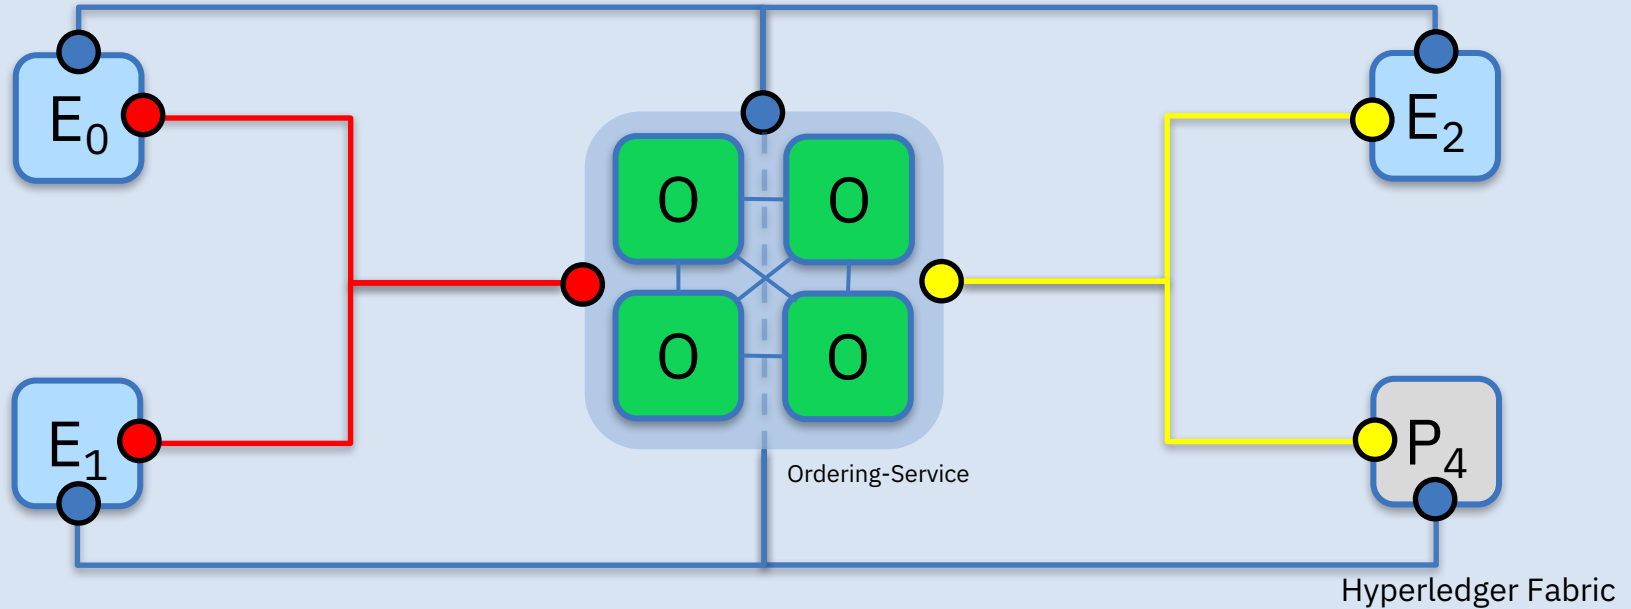 E0
E2
O O
O O
E1
P4
Ordering-Service
Hyperledger Fabric